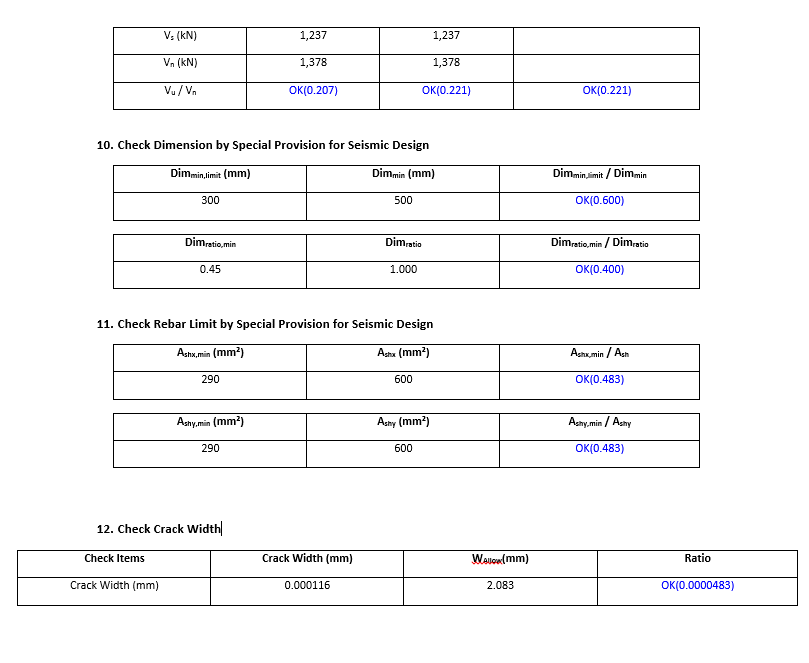 Vs (kN) 1,237 1,237
Vn (kN) 1,378 1,378
Vu / Vn OK(0.207) OK(0.221) OK(0.221)
10. Check Dimension by Special Provision for Seismic Design
Dimmin,limit (mm) Dimmin (mm) Dimmin,limit / Dimmin
300 500 OK(0.600)
Dimratio,min Dimratio Dimratio,min / Dimratio
0.45 1.000 OK(0.400)
11. Check Rebar Limit by Special Provision for Seismic Design
Ashx,min (mm²) Ashx (mm²) Ashx,min / Ash
290 600 OK(0.483)
Ashy,min (mm²) Ashy (mm²) Ashy,min / Ashy
290 600 OK(0.483)
12. Check Crack Width
Check Items Crack Width (mm) WAllow(mm) Ratio
Crack Width (mm) 0.000116 2.083 OK(0.0000483)